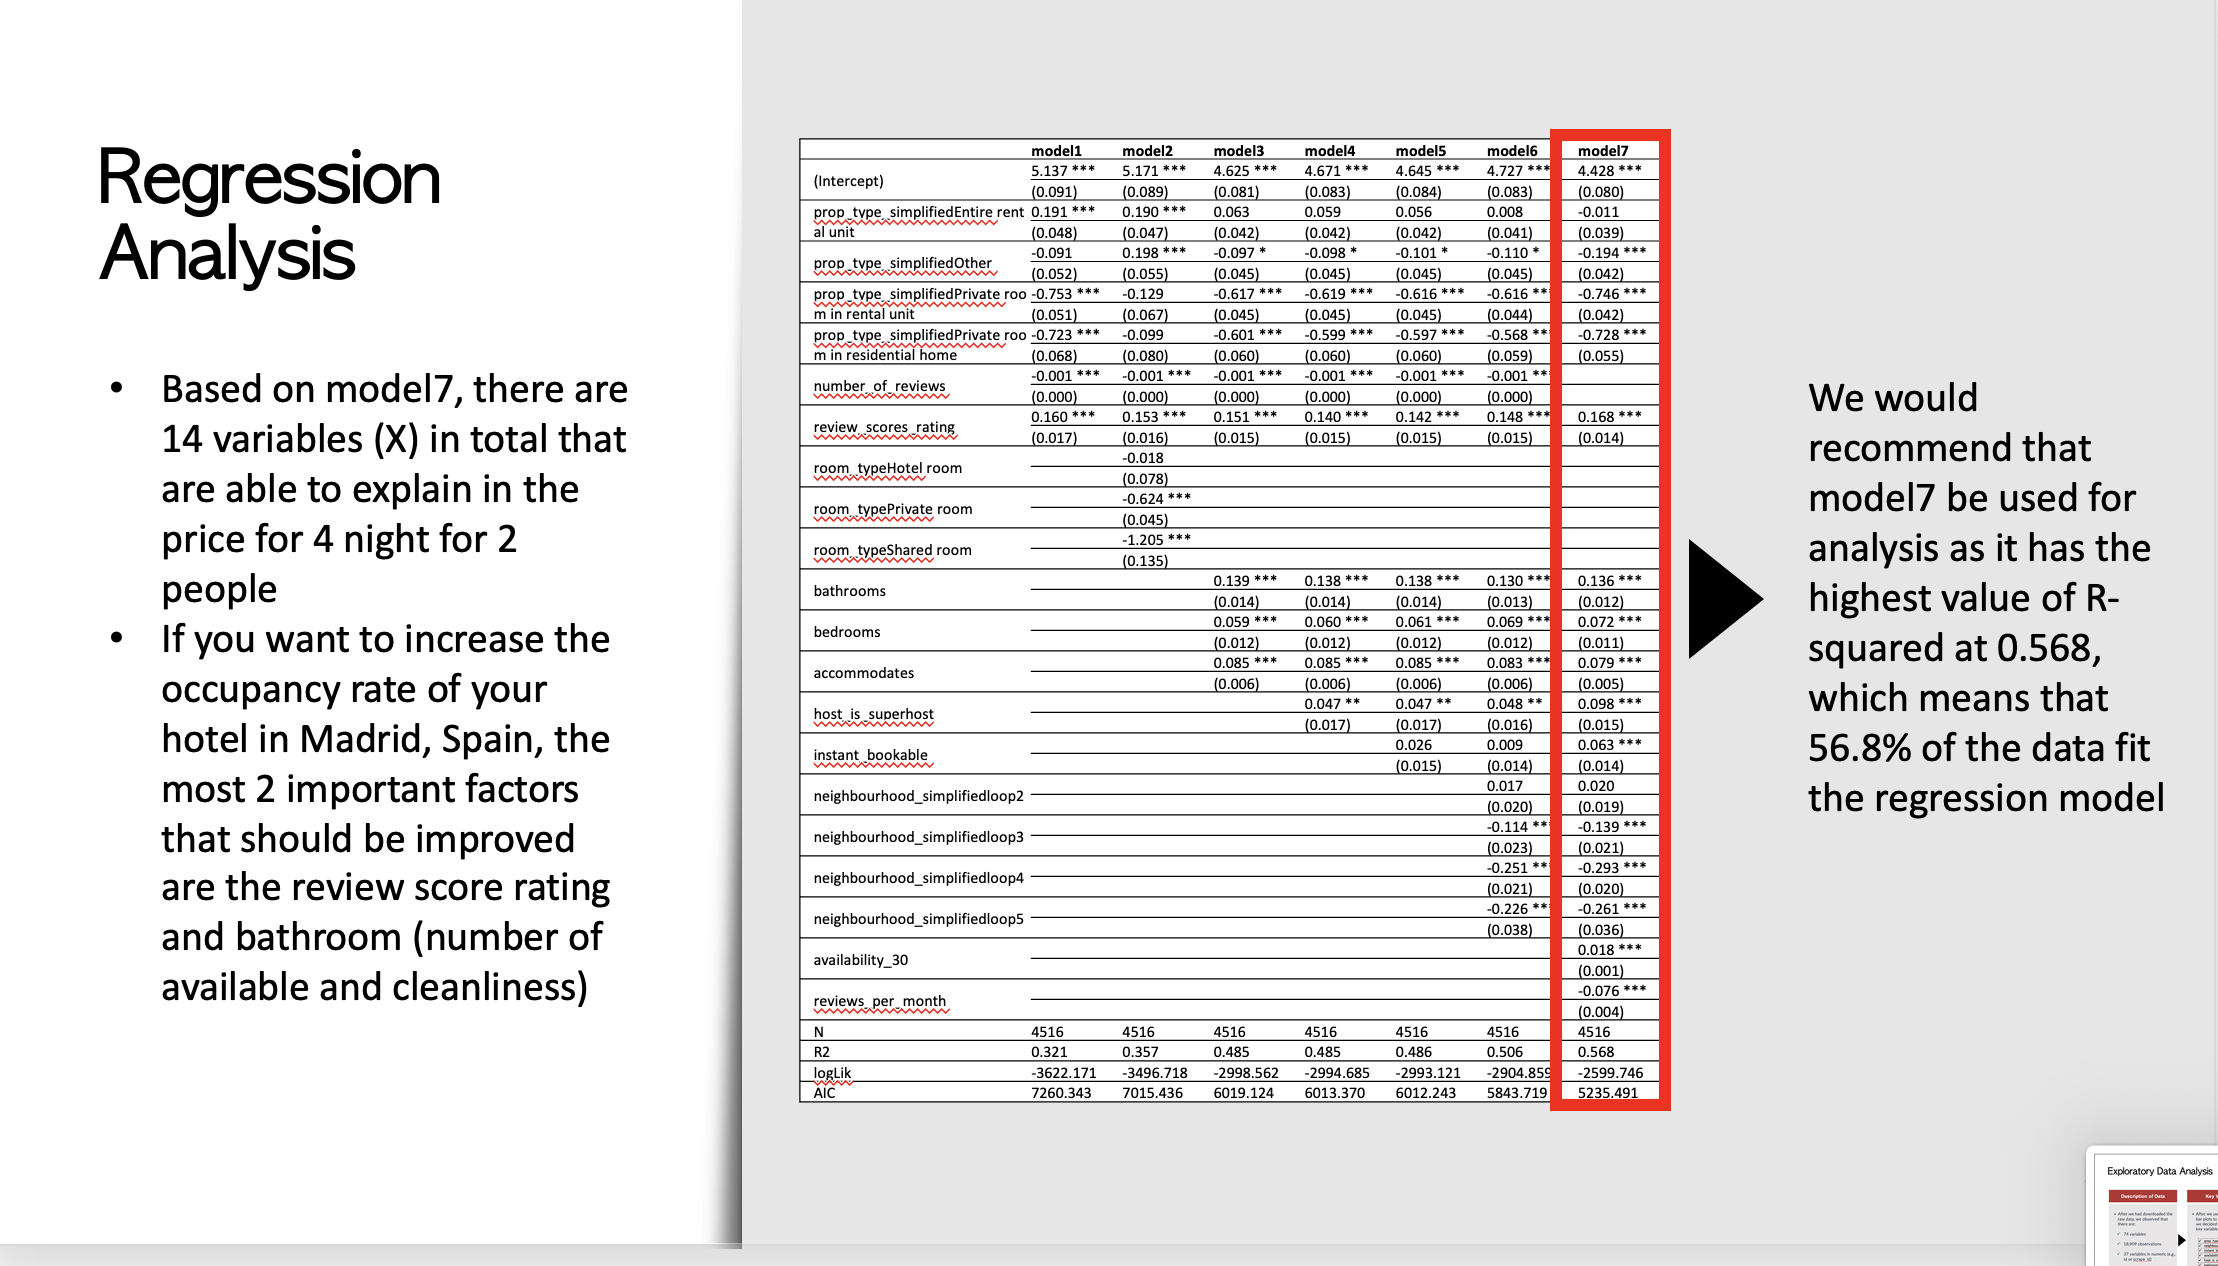 Regression
Analysis
• Based on model7, there are
14 variables (X) in total that
are able to explain in the
price for 4 night for 2
people
• If you want to increase the
occupancy rate of your
hotel in Madrid, Spain, the
most 2 important factors
that should be improved
are the review score rating
and bathroom (number of
available and cleanliness)
model1 model2 model3 model4 model5 model6 model7
(Intercept) 5.137 *** 5.171 *** 4.625 *** 4.671 *** 4.645 *** 4.727 *** 4.428 ***
(0.091) (0.089) (0.081) (0.083) (0.084) (0.083) (0.080)
prop_type_simplifiedEntire rent 0.191 *** 0.190 *** 0.063 0.059 0.056 0.008 -0.011
al unit (0.048) (0.047) (0.042) (0.042) (0.042) (0.041) (0.039)
prop_type_simplifiedOther -0.091 0.198 *** -0.097 * -0.098 * -0.101 * -0.110 * -0.194 ***
(0.052) (0.055) (0.045) (0.045) (0.045) (0.045) (0.042)
prop_type_simplifiedPrivate roo -0.753 *** -0.129 -0.617 *** -0.619 *** -0.616 *** -0.616 ** -0.746 ***
m in rental unit (0.051) (0.067) (0.045) (0.045) (0.045) (0.044) (0.042)
prop_type_simplifiedPrivate roo -0.723 *** -0.099 -0.601 *** -0.599 *** -0.597 *** -0.568 ** -0.728 ***
m in residential home (0.068) (0.080) (0.060) (0.060) (0.060) (0.059) (0.055)
number_of_reviews -0.001 *** -0.001 *** -0.001 *** -0.001 *** -0.001 *** -0.001 **
(0.000) (0.000) (0.000) (0.000) (0.000) (0.000)
review_scores_rating 0.160 *** 0.153 *** 0.151 *** 0.140 *** 0.142 *** 0.148 *** 0.168 ***
(0.017) (0.016) (0.015) (0.015) (0.015) (0.015) (0.014)
room_typeHotel room -0.018
(0.078)
room_typePrivate room -0.624 ***
(0.045)
room_typeShared room -1.205 ***
(0.135)
bathrooms 0.139 *** 0.138 *** 0.138 *** 0.130 *** 0.136 ***
(0.014) (0.014) (0.014) (0.013) (0.012)
bedrooms 0.059 *** 0.060 *** 0.061 *** 0.069 *** 0.072 ***
(0.012) (0.012) (0.012) (0.012) (0.011)
accommodates 0.085 *** 0.085 *** 0.085 *** 0.083 *** 0.079 ***
(0.006) (0.006) (0.006) (0.006) (0.005)
host_is_superhost 0.047 ** 0.047 ** 0.048 ** 0.098 ***
(0.017) (0.017) (0.016) (0.015)
instant_bookable 0.026 0.009 0.063 ***
(0.015) (0.014) (0.014)
neighbourhood_simplifiedloop2 0.017 0.020
(0.020) (0.019)
neighbourhood_simplifiedloop3 -0.114 ** -0.139 ***
(0.023) (0.021)
neighbourhood_simplifiedloop4 -0.251 ** -0.293 ***
(0.021) (0.020)
neighbourhood_simplifiedloop5 -0.226 ** -0.261 ***
(0.038) (0.036)
availability_30 0.018 ***
(0.001)
reviews_per_month -0.076 ***
(0.004)
N 4516 4516 4516 4516 4516 4516 4516
R2 0.321 0.357 0.485 0.485 0.486 0.506 0.568
logLik -3622.171 -3496.718 -2998.562 -2994.685 -2993.121 -2904.859 -2599.746
AIC 7260.343 7015.436 6019.124 6013.370 6012.243 5843.719 5235.491
We would
recommend that
model7 be used for
analysis as it has the
highest value of R-
squared at 0.568,
which means that
56.8% of the data fit
the regression model
Exploratory Data Analysis
Description of Data